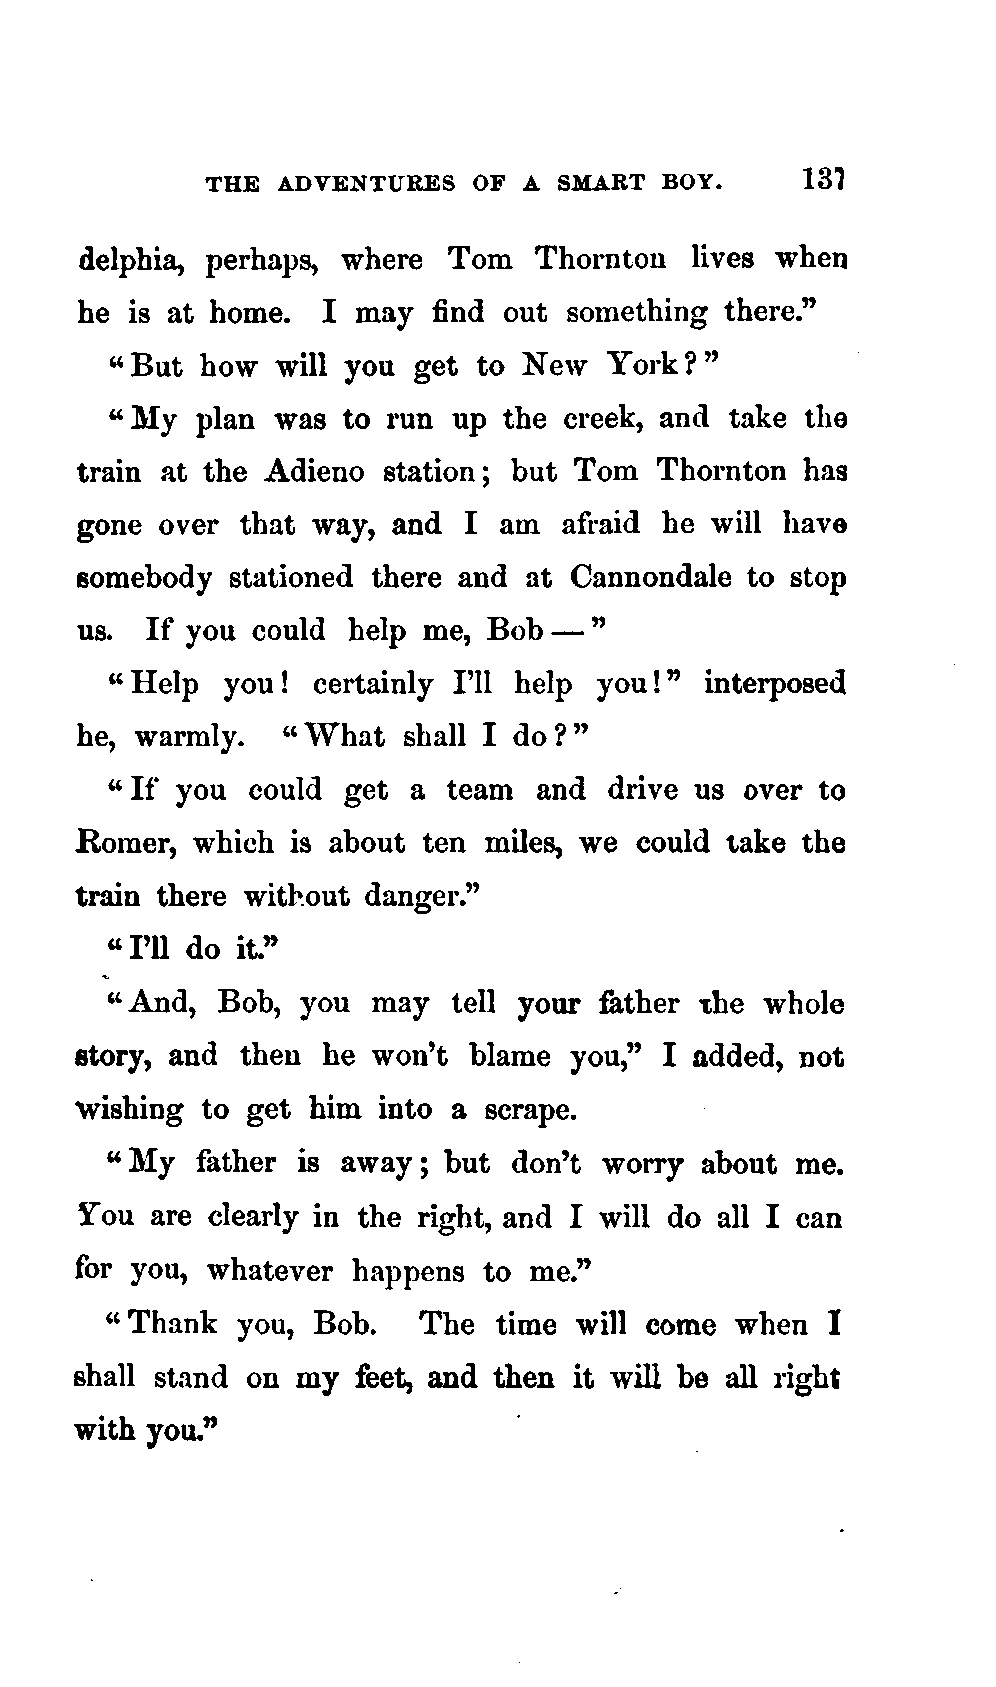 THE ADVENTURES OF A SMART BOY. 137
delphia, perhaps, where Tom Thornton lives when
he is at home. I may find out something there.”
“But how will you get to New York?”
“My plan was to run up the creek, and take the
train at the Adieno station; but Tom Thornton has
gone over that way, and I am afraid he will have
somebody stationed there and at Cannondale to stop
us. If you could help me, Bob—”
“Help you! certainly I’ll help you!” interposed
he, warmly. “What shall I do?”
“If you could get a team and drive us over to
Romer, which is about ten miles, we could take the
train there without danger.”
“I’ll do it.”
“And, Bob, you may tell your father the whole
story, and then he won’t blame you,” I added, not
wishing to get him into a scrape.
“My father is away; but don’t worry about me.
You are clearly in the right, and I will do all I can
for you, whatever happens to me.”
“Thank you, Bob. The time will come when I
shall stand on my feet, and then it will be all right
with you.”